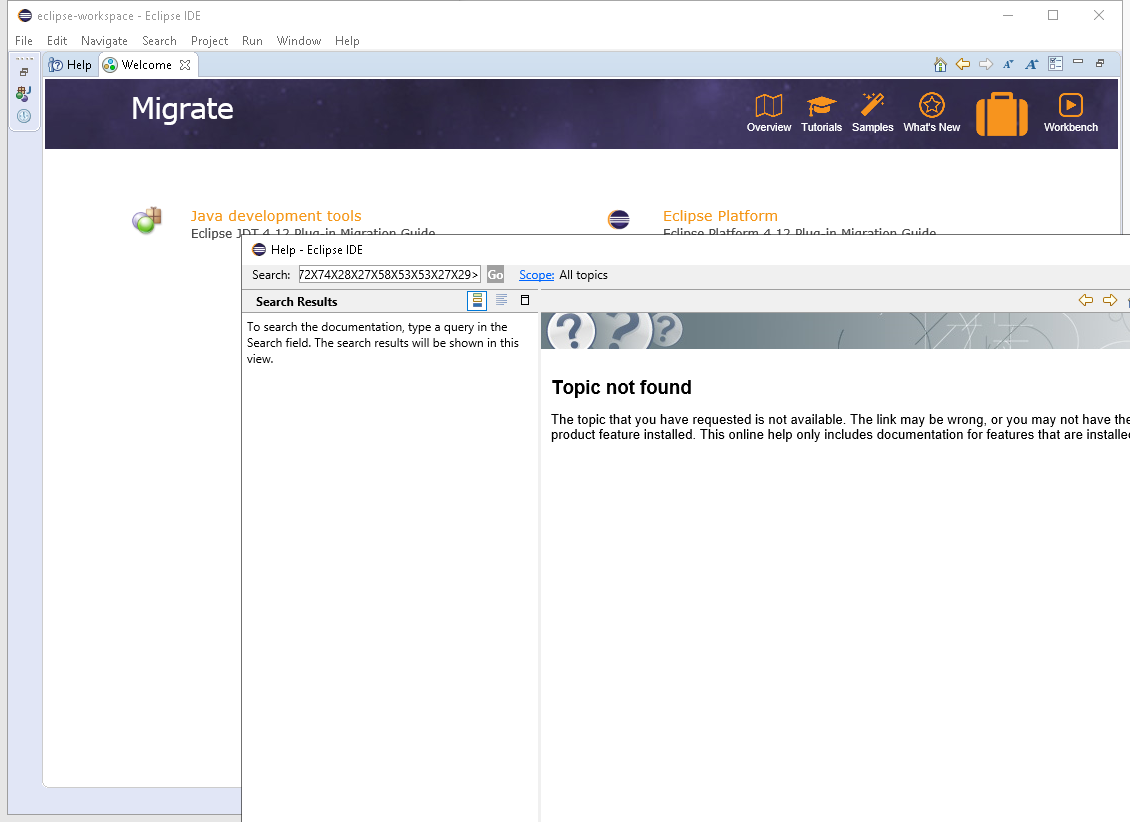 eclipse-workspace - Eclipse IDE
File Edit Navigate Search Project Run Window Help
Help Welcome
Migrate
Overview Tutorials Samples What's New Workbench
Java development tools
Eclipse JDT 4.12 Plug-in Migration Guide
Eclipse Platform
Eclipse Platform 4.12 Plug-in Migration Guide
Help - Eclipse IDE
Search: 72X74X28X27X58X53X53X27X29> Go Scope: All topics
Search Results
To search the documentation, type a query in the
Search field. The search results will be shown in this
view.
Topic not found
The topic that you have requested is not available. The link may be wrong, or you may not have the
product feature installed. This online help only includes documentation for features that are installe